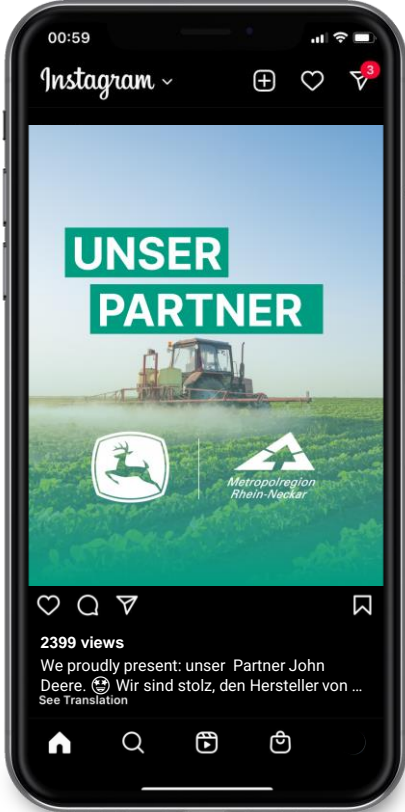 00:59
Instagram
3
UNSER
PARTNER
Metropolregion
Rhein-Neckar
2399 views
We proudly present: unser Partner John
Deere. 🤩 Wir sind stolz, den Hersteller von ...
See Translation